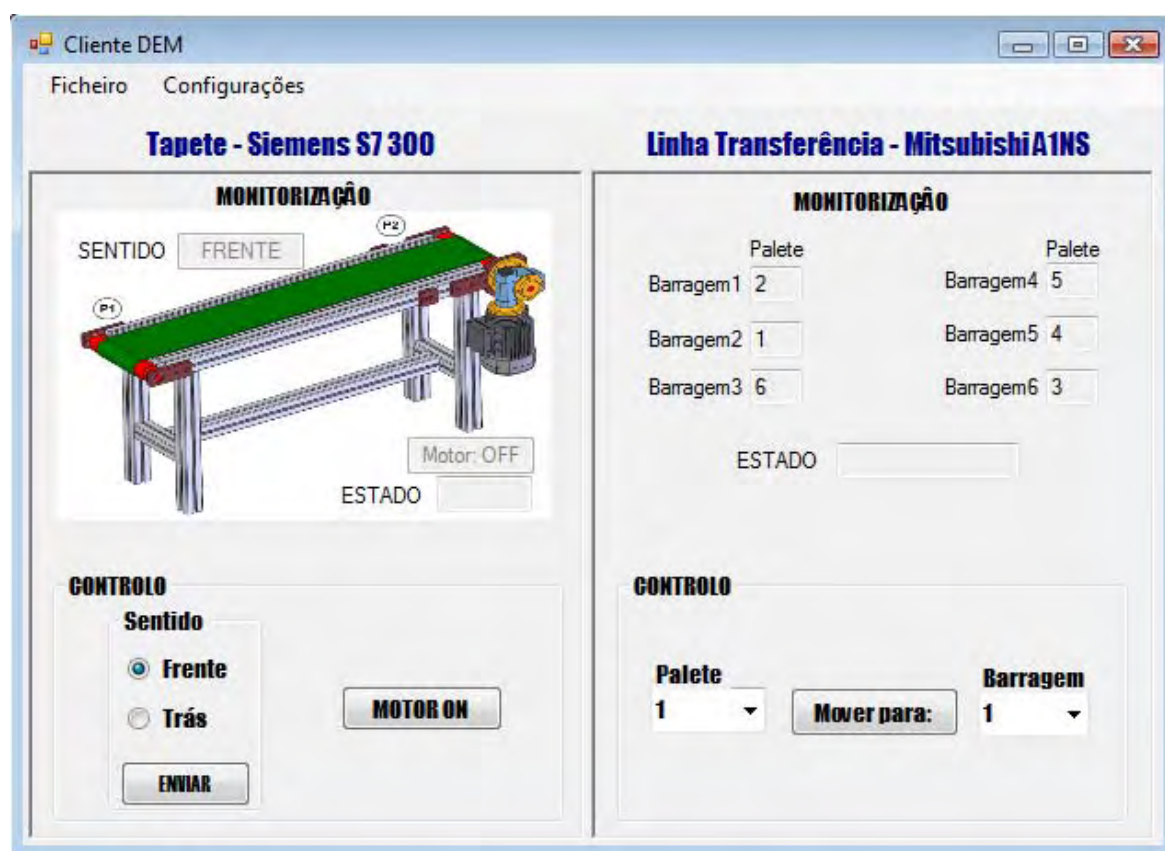 Cliente DEM
Ficheiro Configurações
Tapete - Siemens S7 300
MONITORIZAÇÂO
SENTIDO FRENTE
P2
P1
Motor: OFF
ESTADO
CONTROLO
Sentido
Frente
Trás
MOTOR ON
ENVIAR
Linha Transferência - Mitsubishi A1NS
MONITORIZAÇÂO
Palete Palete
Barragem1 2 Barragem4 5
Barragem2 1 Barragem5 4
Barragem3 6 Barragem6 3
ESTADO
CONTROLO
Palete Barragem
1 Mover para: 1